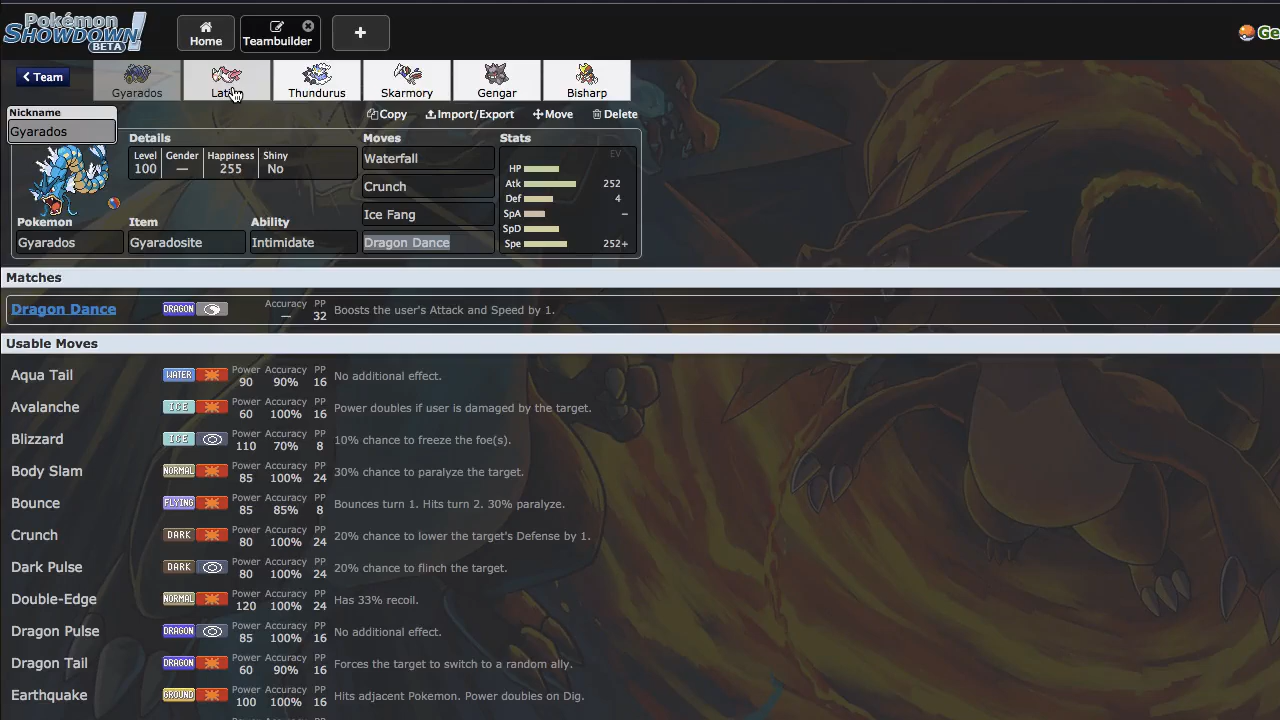 Pokémon
SHOWDOWN!
BETA
Home
Teambuilder
+
Ge
< Team
Gyarados
Lati
Thundurus
Skarmory
Gengar
Bisharp
Nickname
Gyarados
Copy
Import/Export
Move
Delete
Details
Moves
Stats
Level Gender Happiness Shiny
100 — 255 No
Waterfall
Crunch
Ice Fang
Dragon Dance
EV
HP
Atk 252
Def 4
SpA –
SpD
Spe 252+
Pokemon Item Ability
Gyarados Gyaradosite Intimidate
Matches
Dragon Dance DRAGON Accuracy — PP 32 Boosts the user's Attack and Speed by 1.
Usable Moves
Aqua Tail WATER Power 90 Accuracy 90% PP 16 No additional effect.
Avalanche ICE Power 60 Accuracy 100% PP 16 Power doubles if user is damaged by the target.
Blizzard ICE Power 110 Accuracy 70% PP 8 10% chance to freeze the foe(s).
Body Slam NORMAL Power 85 Accuracy 100% PP 24 30% chance to paralyze the target.
Bounce FLYING Power 85 Accuracy 85% PP 8 Bounces turn 1. Hits turn 2. 30% paralyze.
Crunch DARK Power 80 Accuracy 100% PP 24 20% chance to lower the target's Defense by 1.
Dark Pulse DARK Power 80 Accuracy 100% PP 24 20% chance to flinch the target.
Double-Edge NORMAL Power 120 Accuracy 100% PP 24 Has 33% recoil.
Dragon Pulse DRAGON Power 85 Accuracy 100% PP 16 No additional effect.
Dragon Tail DRAGON Power 60 Accuracy 90% PP 16 Forces the target to switch to a random ally.
Earthquake GROUND Power 100 Accuracy 100% PP 16 Hits adjacent Pokemon. Power doubles on Dig.
Power Accuracy PP